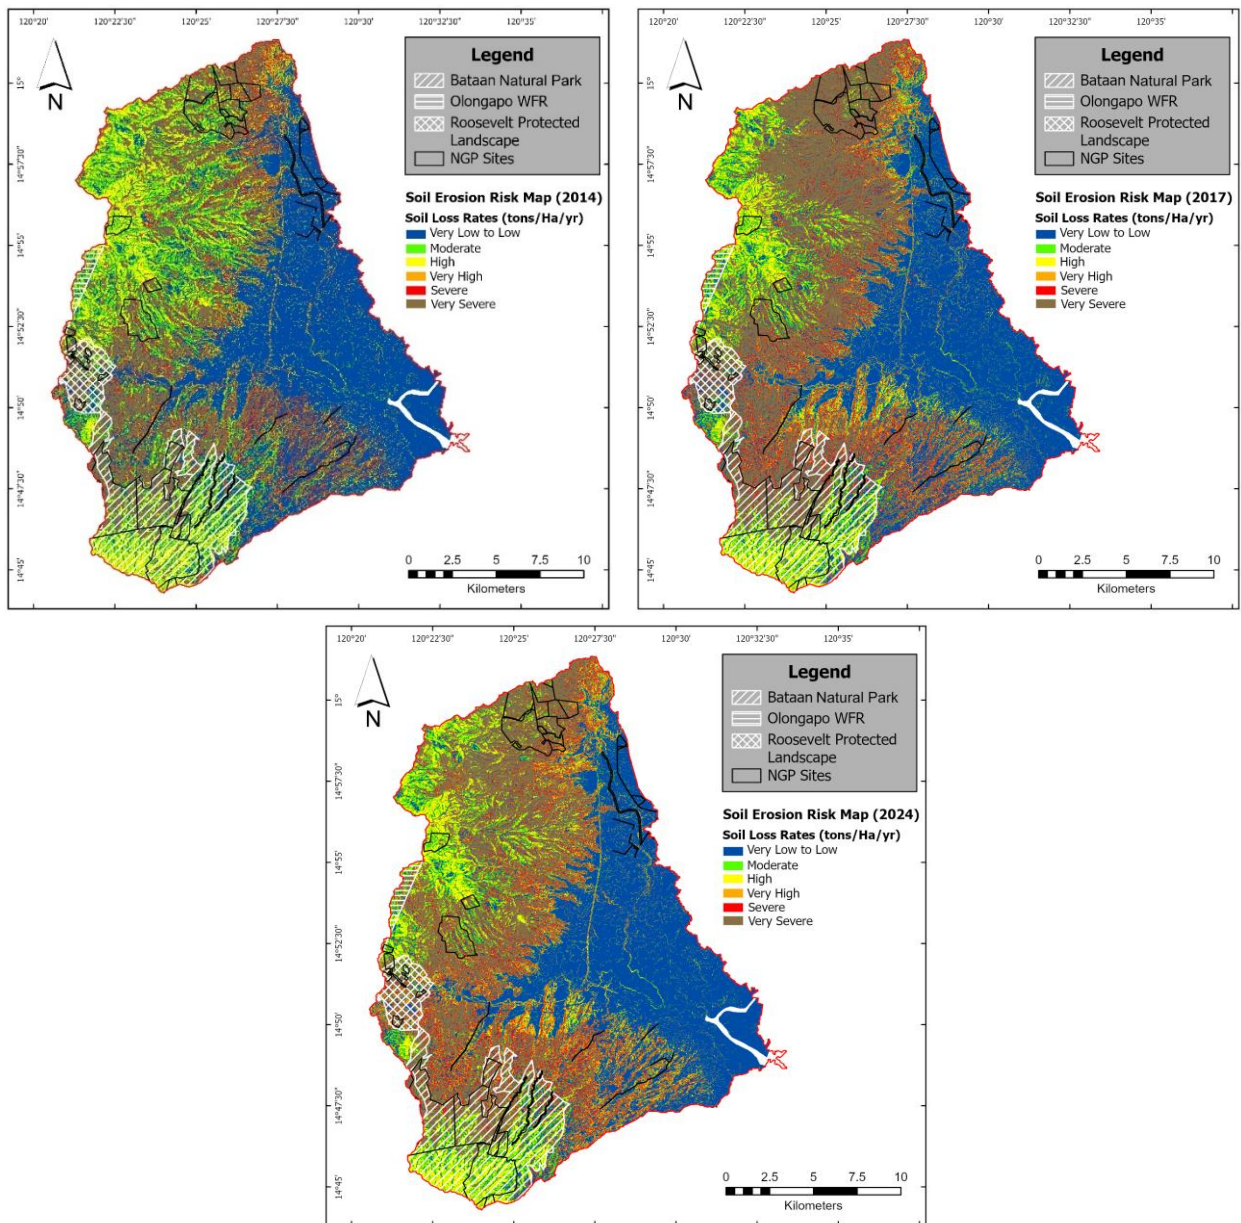 120°20' 120°22'30" 120°25' 120°27'30" 120°30' 120°32'30" 120°35'
15°
14°57'30"
14°55'
14°52'30"
14°50'
14°47'30"
14°45'
N
Legend
Bataan Natural Park
Olongapo WFR
Roosevelt Protected
Landscape
NGP Sites
Soil Erosion Risk Map (2014)
Soil Loss Rates (tons/Ha/yr)
Very Low to Low
Moderate
High
Very High
Severe
Very Severe
0 2.5 5 7.5 10
Kilometers
120°20' 120°22'30" 120°25' 120°27'30" 120°30' 120°32'30" 120°35'
15°
14°57'30"
14°55'
14°52'30"
14°50'
14°47'30"
14°45'
N
Legend
Bataan Natural Park
Olongapo WFR
Roosevelt Protected
Landscape
NGP Sites
Soil Erosion Risk Map (2017)
Soil Loss Rates (tons/Ha/yr)
Very Low to Low
Moderate
High
Very High
Severe
Very Severe
0 2.5 5 7.5 10
Kilometers
120°20' 120°22'30" 120°25' 120°27'30" 120°30' 120°32'30" 120°35'
15°
14°57'30"
14°55'
14°52'30"
14°50'
14°47'30"
14°45'
N
Legend
Bataan Natural Park
Olongapo WFR
Roosevelt Protected
Landscape
NGP Sites
Soil Erosion Risk Map (2024)
Soil Loss Rates (tons/Ha/yr)
Very Low to Low
Moderate
High
Very High
Severe
Very Severe
0 2.5 5 7.5 10
Kilometers